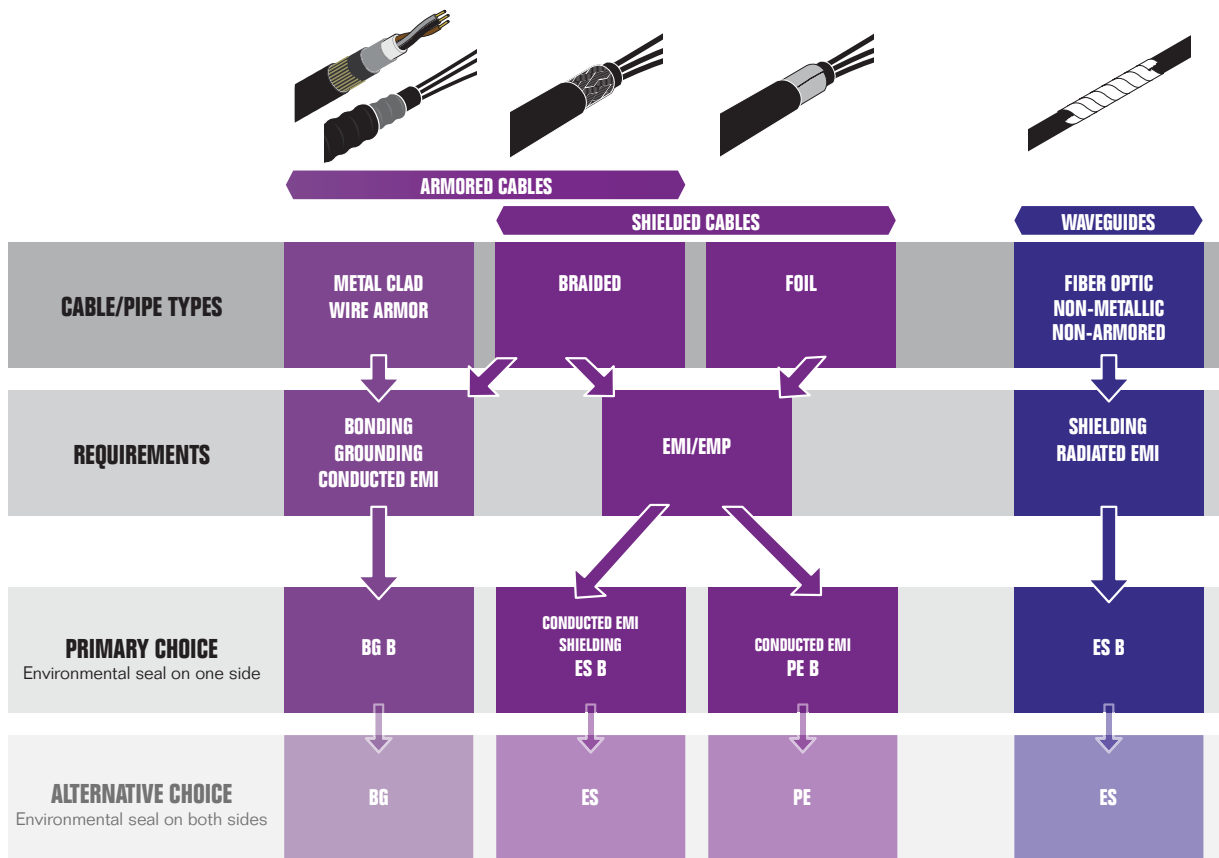 ARMORED CABLES
SHIELDED CABLES
WAVEGUIDES
CABLE/PIPE TYPES
METAL CLAD
WIRE ARMOR
BRAIDED
FOIL
FIBER OPTIC
NON-METALLIC
NON-ARMORED
REQUIREMENTS
BONDING
GROUNDING
CONDUCTED EMI
EMI/EMP
SHIELDING
RADIATED EMI
PRIMARY CHOICE
Environmental seal on one side
BG B
CONDUCTED EMI
SHIELDING
ES B
CONDUCTED EMI
PE B
ES B
ALTERNATIVE CHOICE
Environmental seal on both sides
BG
ES
PE
ES